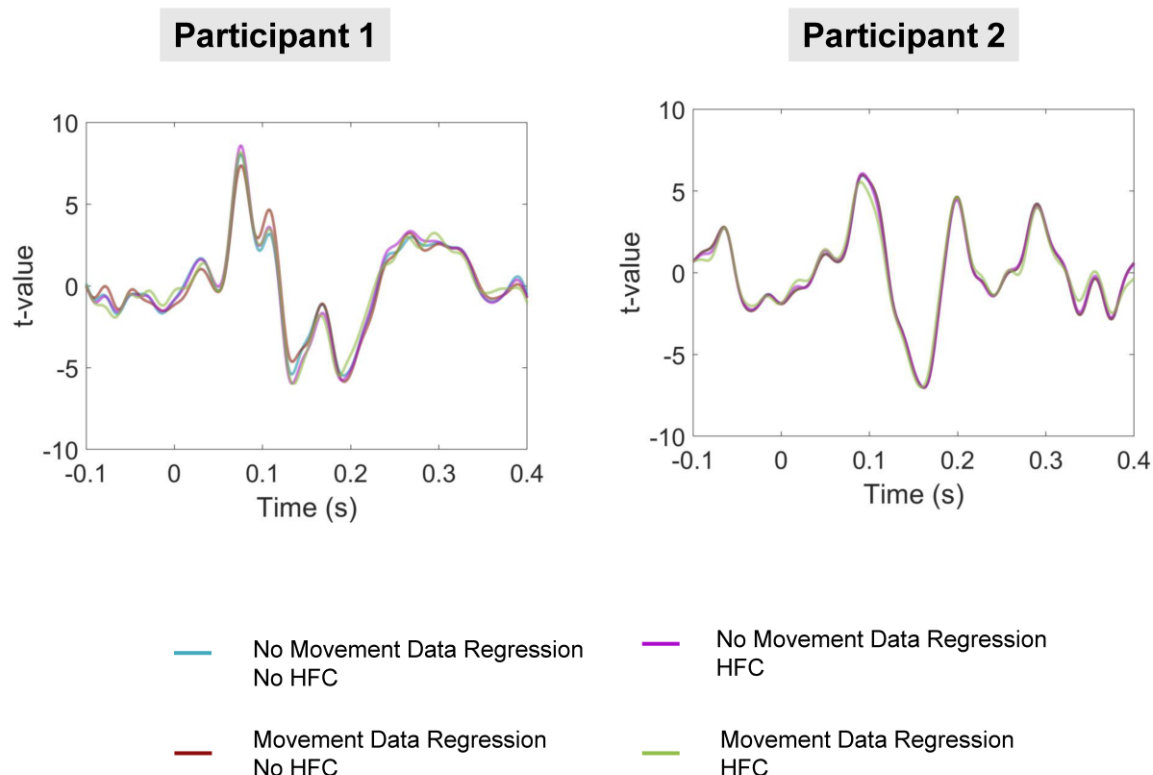 Participant 1
Participant 2
10
5
0
-5
-10
t-value
-0.1 0 0.1 0.2 0.3 0.4
Time (s)
10
5
0
-5
-10
t-value
-0.1 0 0.1 0.2 0.3 0.4
Time (s)
No Movement Data Regression
No HFC
No Movement Data Regression
HFC
Movement Data Regression
No HFC
Movement Data Regression
HFC